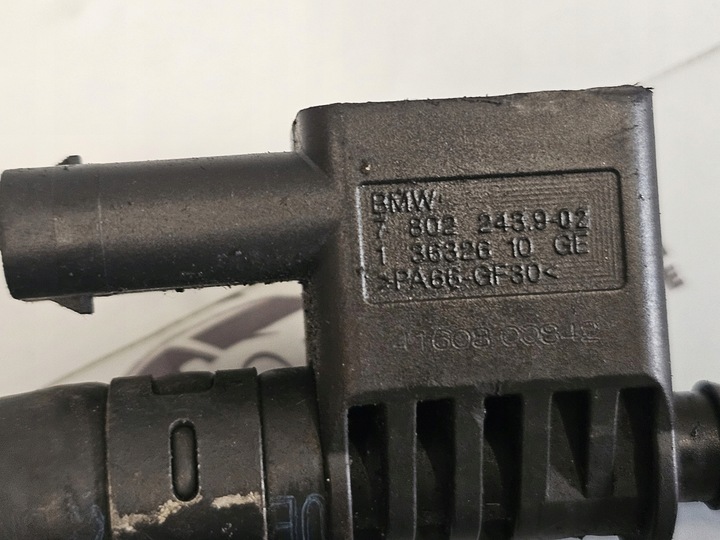 BMW
7 802 243.9-02
1 36326 10 GE
>PA66-GF30<
41608 00842